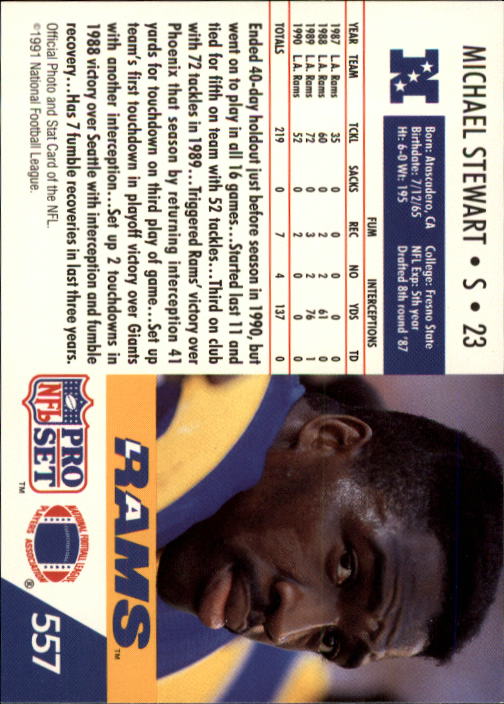 MICHAEL STEWART • S • 23
N
Born: Atascadero, CA College: Fresno State
Birthdate: 7/12/65 NFL Exp: 5th year
Ht: 6-0 Wt: 195 Drafted 8th round '87
FUM INTERCEPTIONS
YEAR TEAM TCKL SACKS REC NO YDS TD
1987 L.A. Rams 35 0 0 0 0 0
1988 L.A. Rams 60 0 2 2 61 0
1989 L.A. Rams 72 0 3 2 76 1
1990 L.A. Rams 52 0 2 0 0 0
TOTALS 219 0 7 4 137 0
Ended 40-day holdout just before season in 1990, but
went on to play in all 16 games...Started last 11 and
tied for fifth on team with 52 tackles...Third on club
with 72 tackles in 1989...Triggered Rams' victory over
Phoenix that season by returning interception 41
yards for touchdown on third play of game....Set up
team's first touchdown in playoff victory over Giants
with another interception...Set up 2 touchdowns in
1988 victory over Seattle with interception and fumble
recovery...Has 7 fumble recoveries in last three years.
Official Photo and Stat Card of the NFL.
©1991 National Football League.
RAMS™
PRO
NFL
SET™
NATIONAL FOOTBALL LEAGUE
PLAYERS ASSOCIATION
®
557